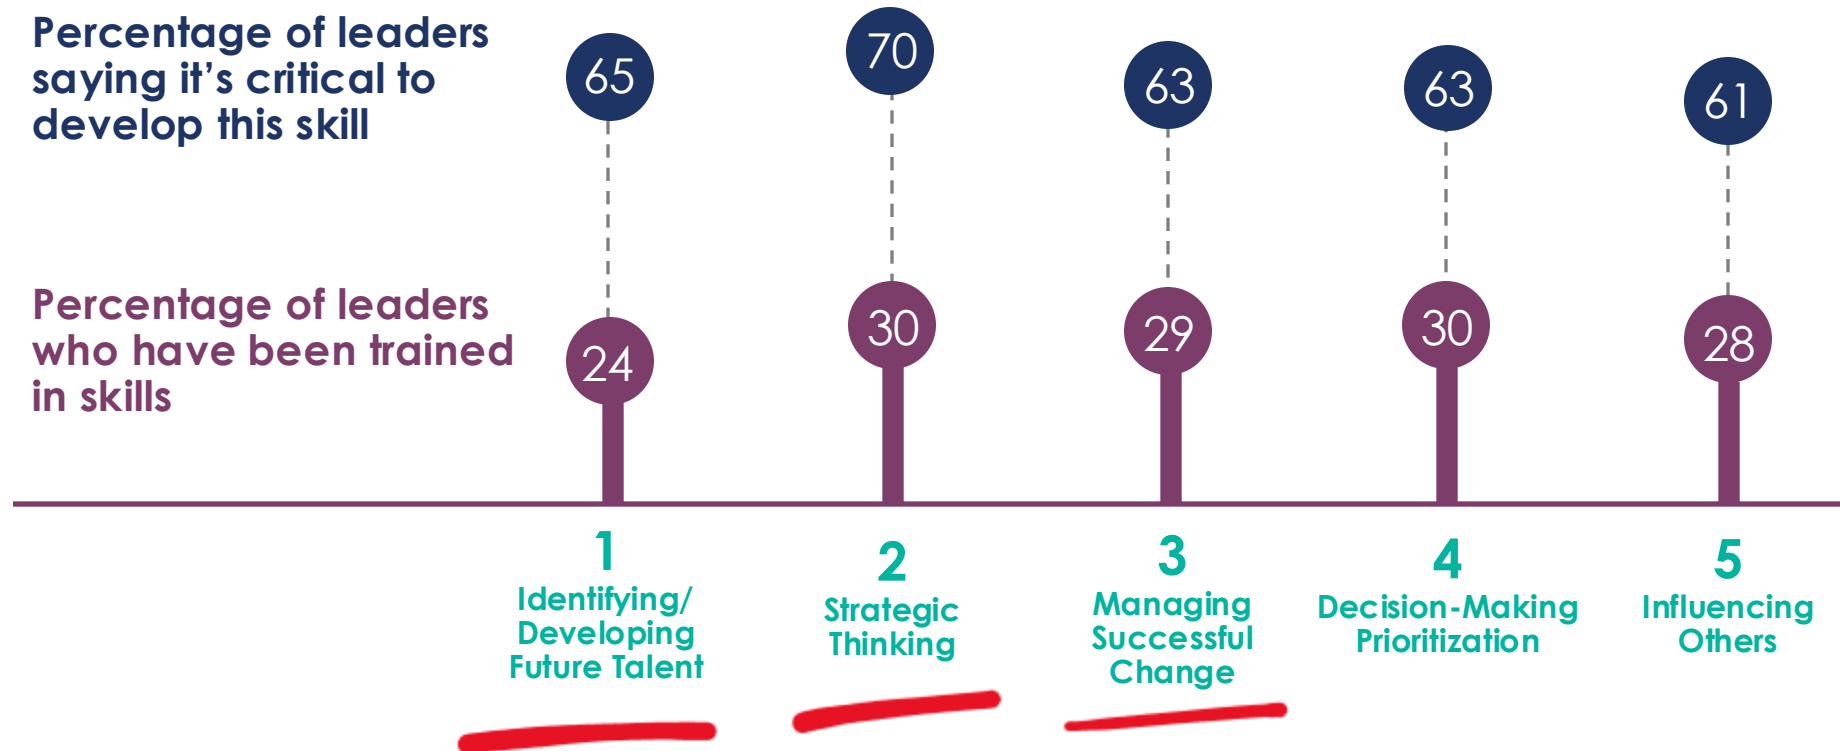 Percentage of leaders
saying it's critical to
develop this skill
65
70
63
63
61
Percentage of leaders
who have been trained
in skills
24
30
29
30
28
1
Identifying/
Developing
Future Talent
2
Strategic
Thinking
3
Managing
Successful
Change
4
Decision-Making
Prioritization
5
Influencing
Others